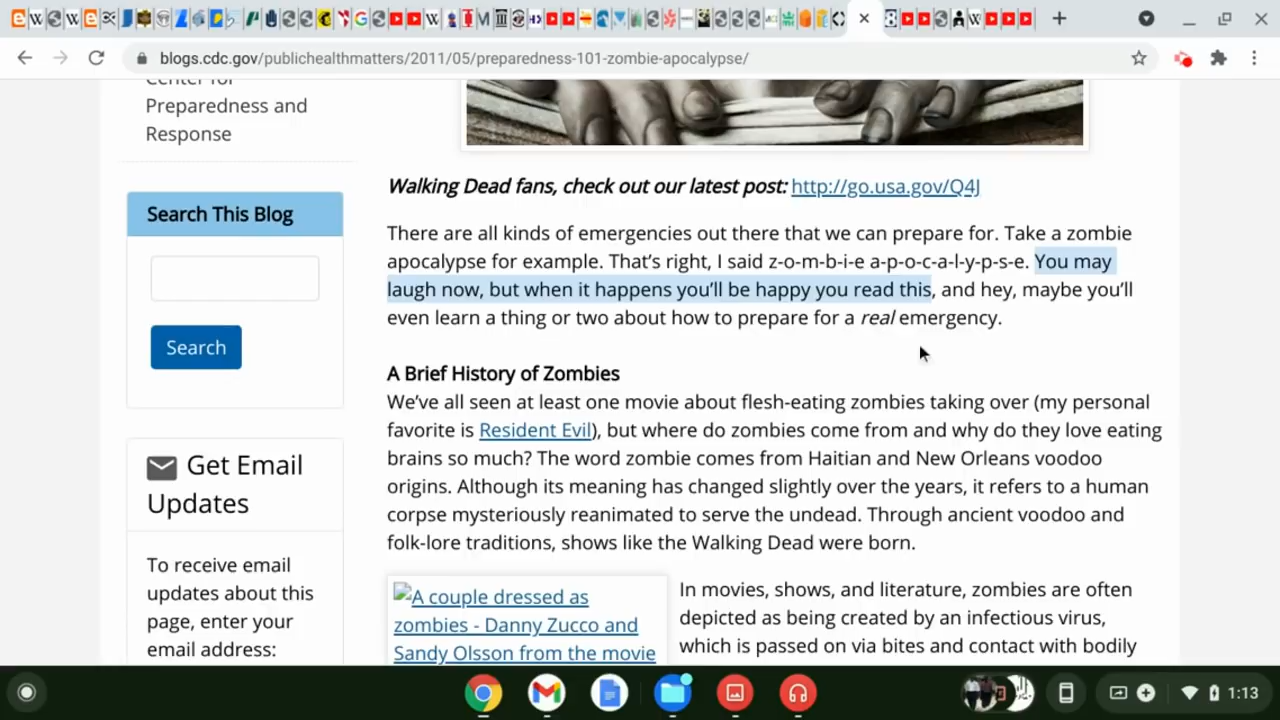 blogs.cdc.gov/publichealthmatters/2011/05/preparedness-101-zombie-apocalypse/
Center for
Preparedness and
Response
Search This Blog
Search
Get Email
Updates
To receive email
updates about this
page, enter your
email address:
Walking Dead fans, check out our latest post: http://go.usa.gov/Q4J
There are all kinds of emergencies out there that we can prepare for. Take a zombie
apocalypse for example. That’s right, I said z-o-m-b-i-e a-p-o-c-a-l-y-p-s-e. You may
laugh now, but when it happens you’ll be happy you read this, and hey, maybe you’ll
even learn a thing or two about how to prepare for a real emergency.
A Brief History of Zombies
We’ve all seen at least one movie about flesh-eating zombies taking over (my personal
favorite is Resident Evil), but where do zombies come from and why do they love eating
brains so much? The word zombie comes from Haitian and New Orleans voodoo
origins. Although its meaning has changed slightly over the years, it refers to a human
corpse mysteriously reanimated to serve the undead. Through ancient voodoo and
folk-lore traditions, shows like the Walking Dead were born.
A couple dressed as
zombies - Danny Zucco and
Sandy Olsson from the movie
In movies, shows, and literature, zombies are often
depicted as being created by an infectious virus,
which is passed on via bites and contact with bodily
1:13